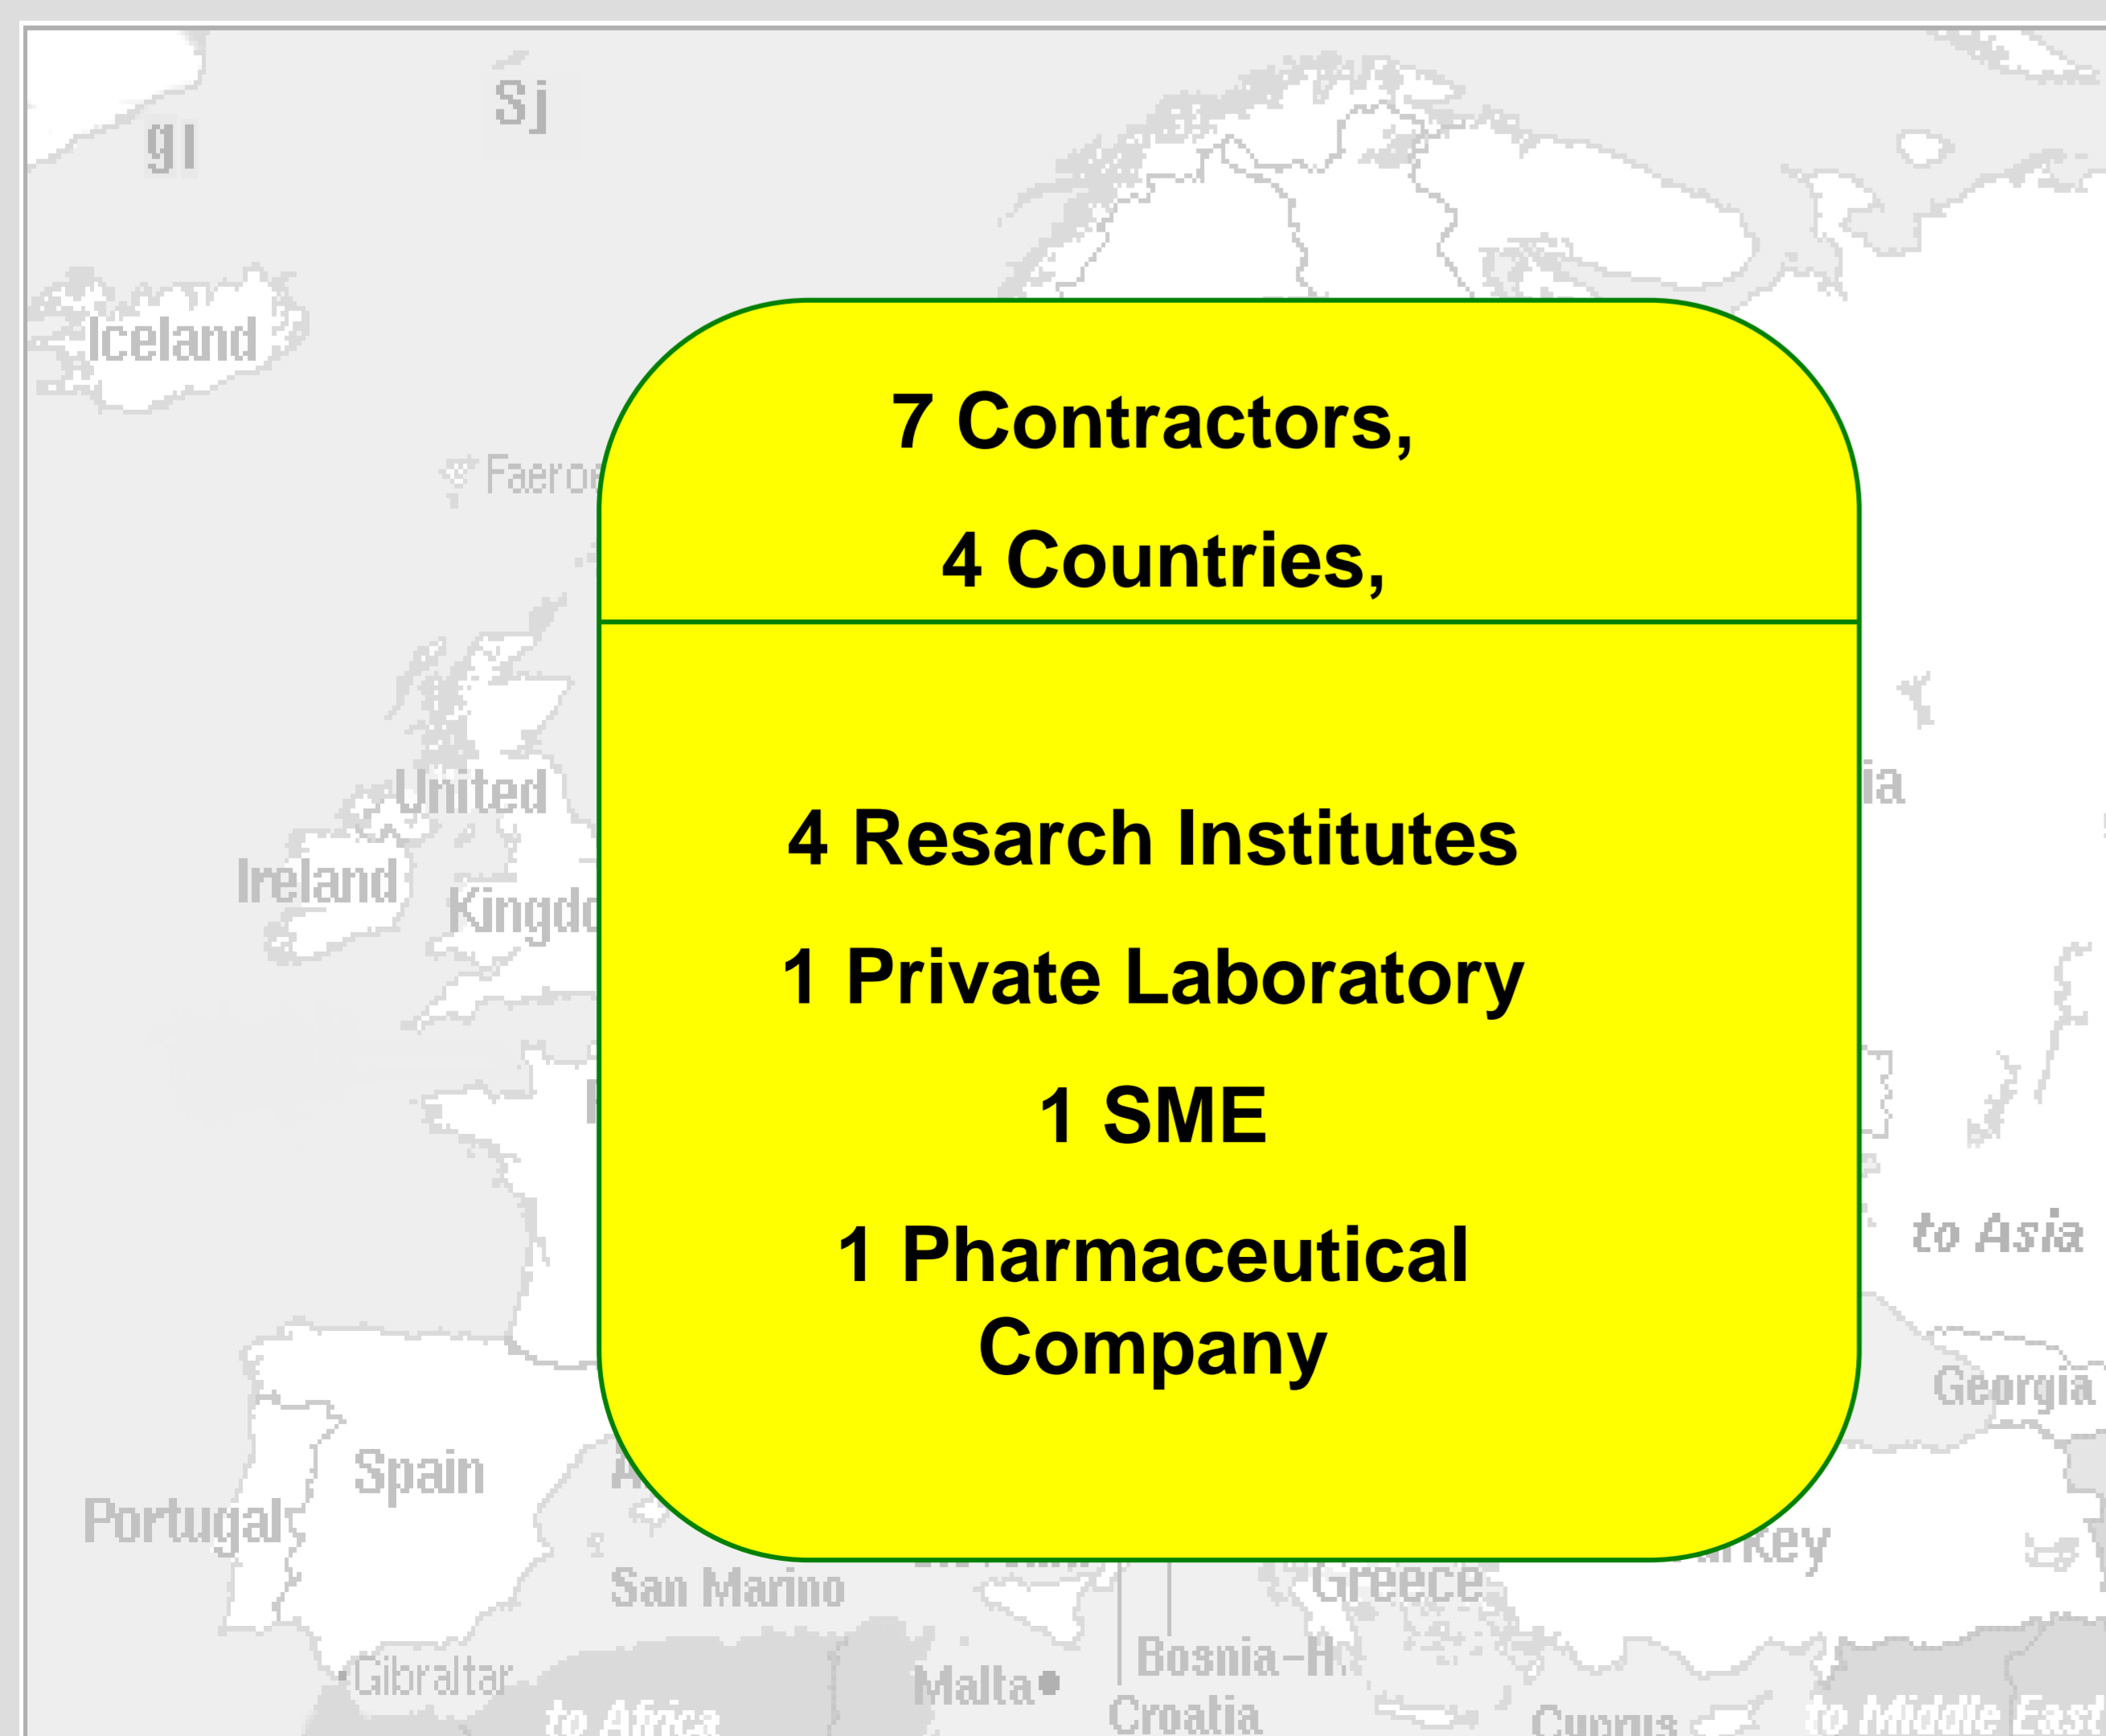 Sj
gl
Iceland
7 Contractors,
Faeroe
4 Countries,
United
ia
4 Resarch Institutes
Ireland
Kingdo
1 Private Laboratory
1 SME
to Asia
1 Pharmaceutical
Company
Georgia
Spain
Portugal
key
San Marino
Greece
Bosnia-H.
Gibraltar
Malta
Croatia
to Africa
Cyprus
to Middle East